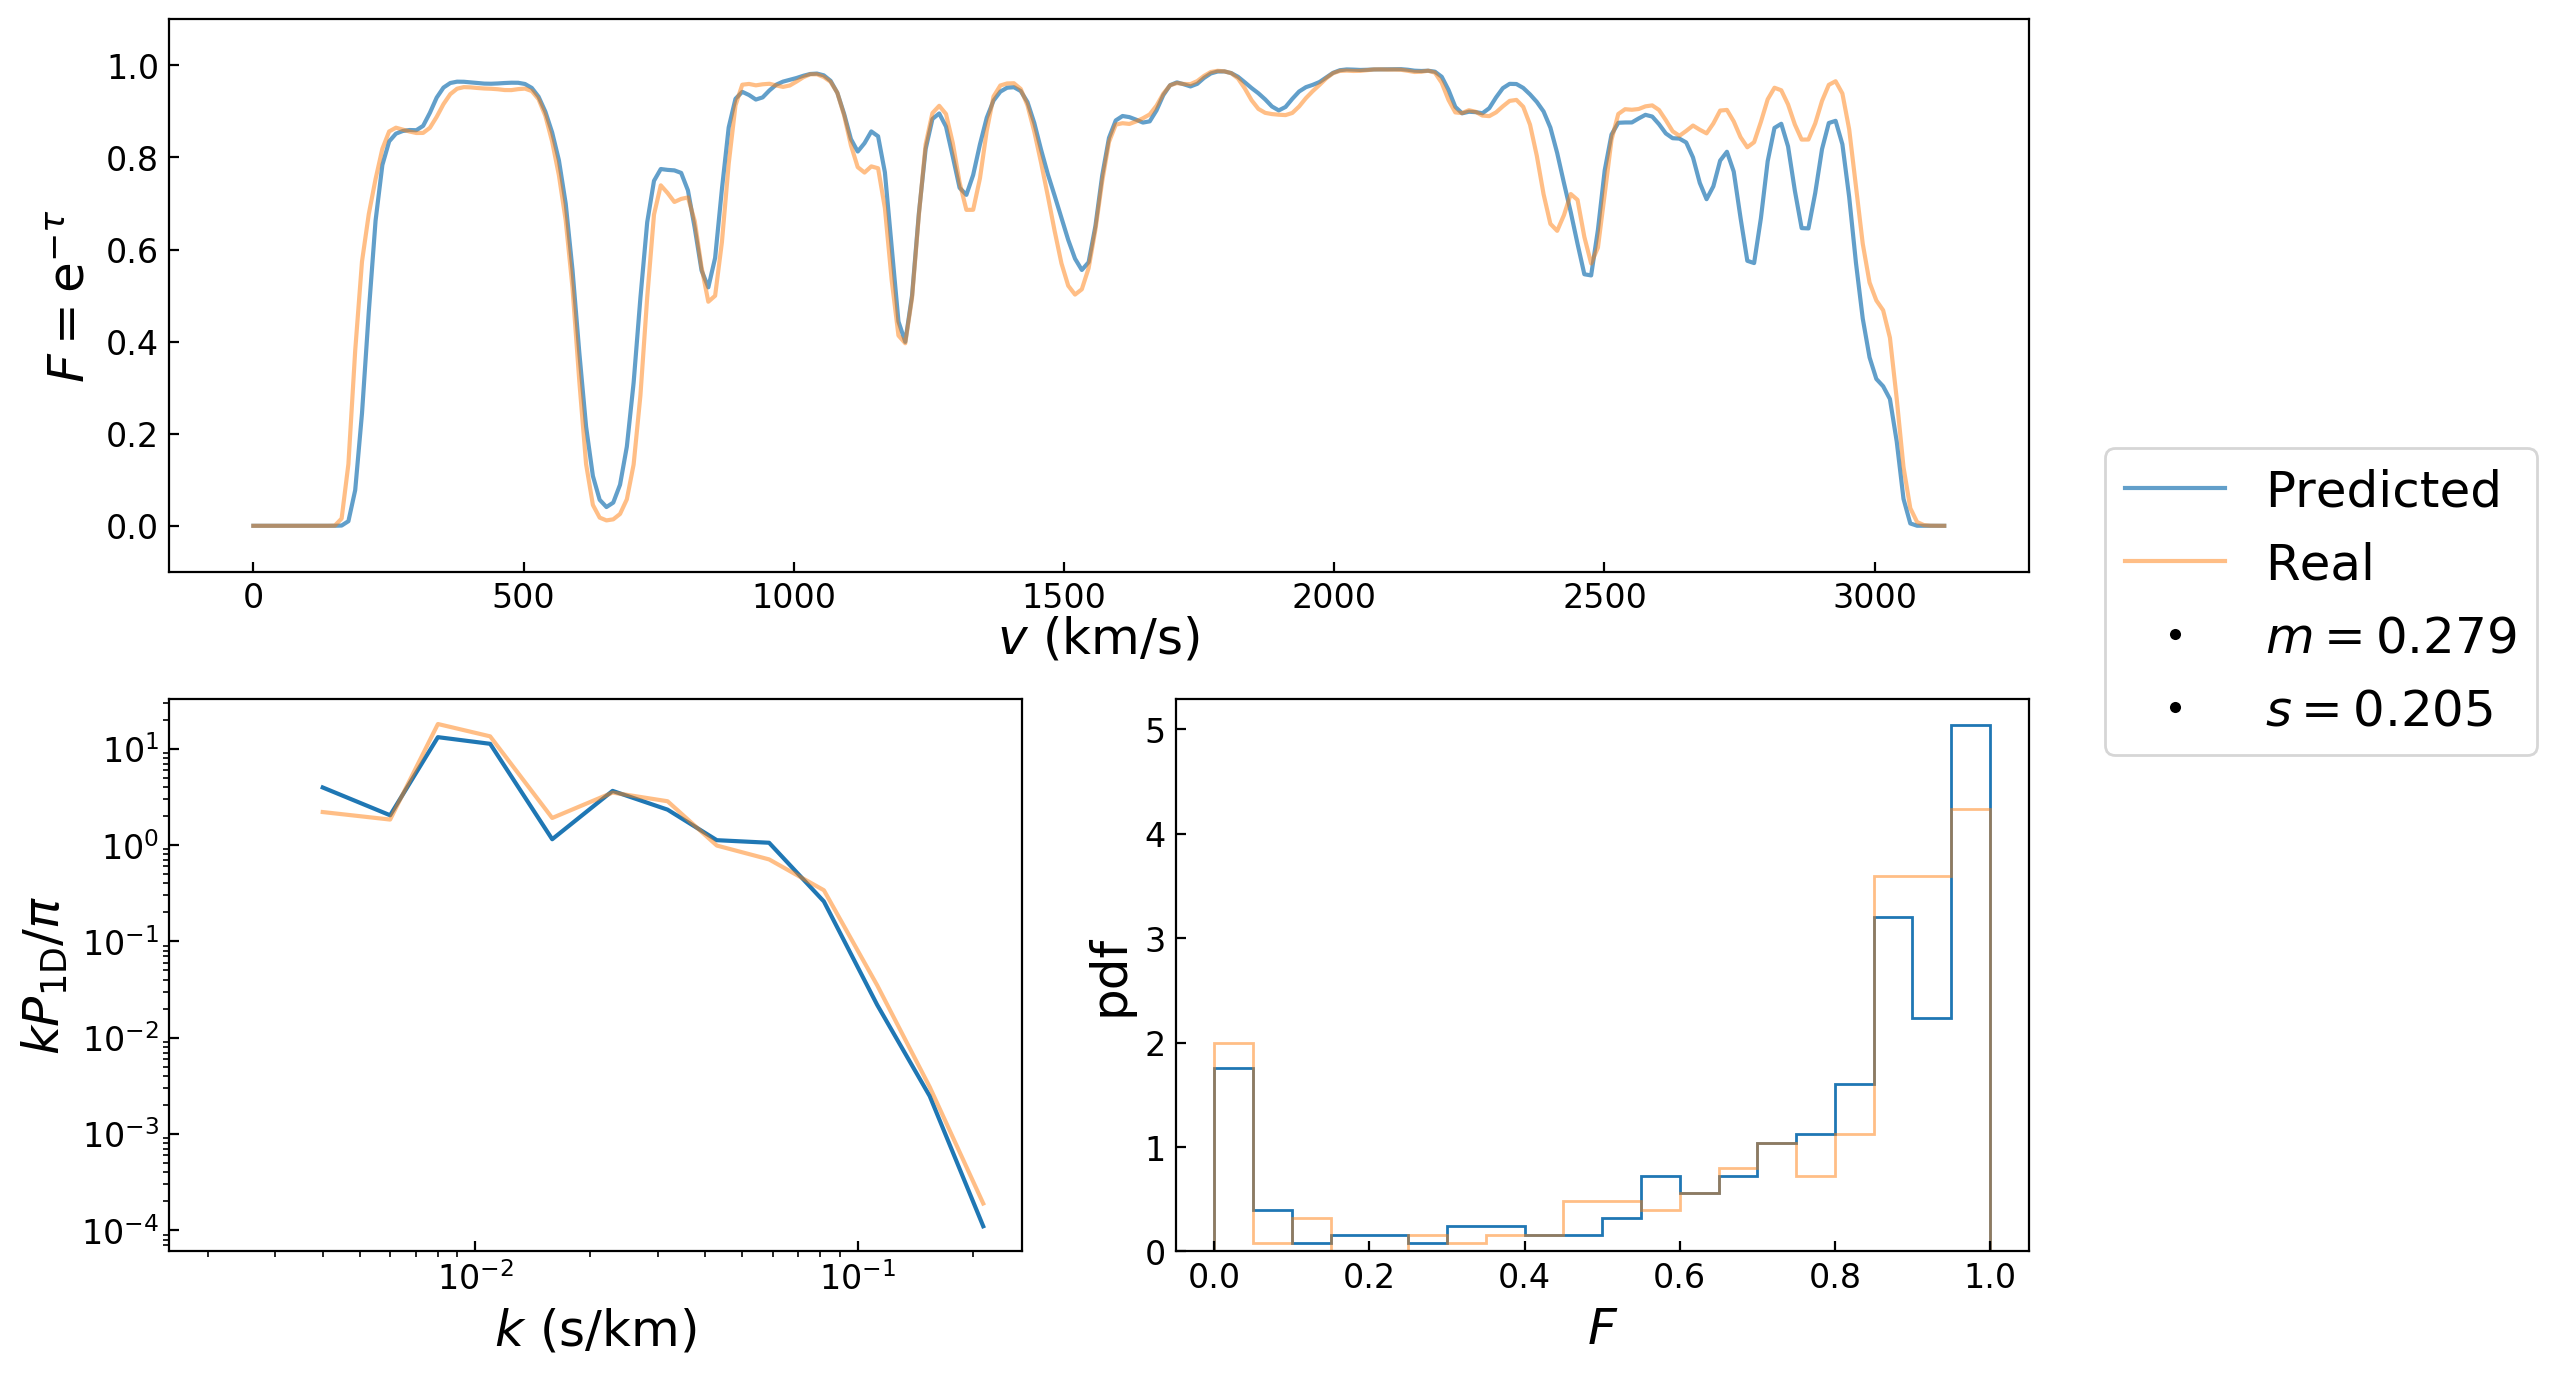 1.0
0.8
0.6
0.4
0.2
0.0
F = e^{-τ}
0 500 1000 1500 2000 2500 3000
v (km/s)
Predicted
Real
m = 0.279
s = 0.205
10^1
10^0
10^{-1}
10^{-2}
10^{-3}
10^{-4}
kP_{1D}/π
10^{-2} 10^{-1}
k (s/km)
5
4
3
2
1
0
pdf
0.0 0.2 0.4 0.6 0.8 1.0
F